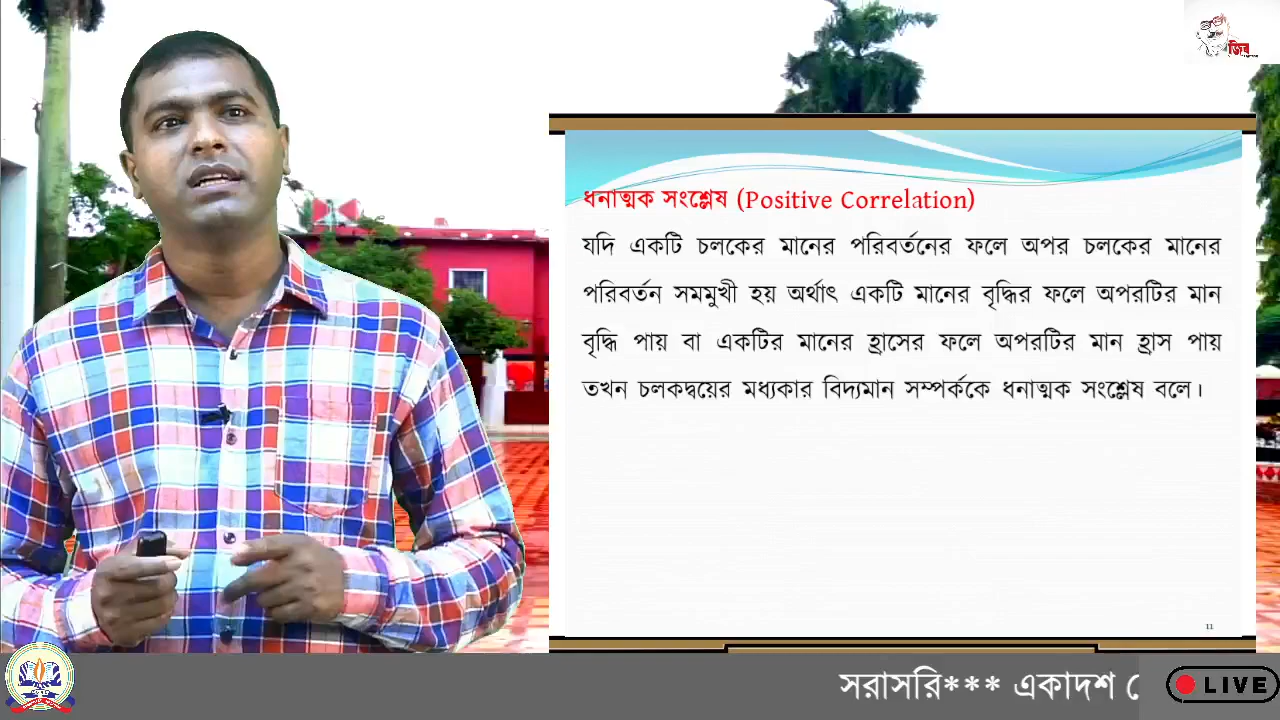 জিব
ধনাত্মক সংশ্লেষ (Positive Correlation)
যদি একটি চলকের মানের পরিবর্তনের ফলে অপর চলকের মানের
পরিবর্তন সমমুখী হয় অর্থাৎ একটি মানের বৃদ্ধির ফলে অপরটির মান
বৃদ্ধি পায় বা একটির মানের হ্রাসের ফলে অপরটির মান হ্রাস পায়
তখন চলকদ্বয়ের মধ্যকার বিদ্যমান সম্পর্ককে ধনাত্মক সংশ্লেষ বলে।
11
সরাসরি*** একাদশ
LIVE